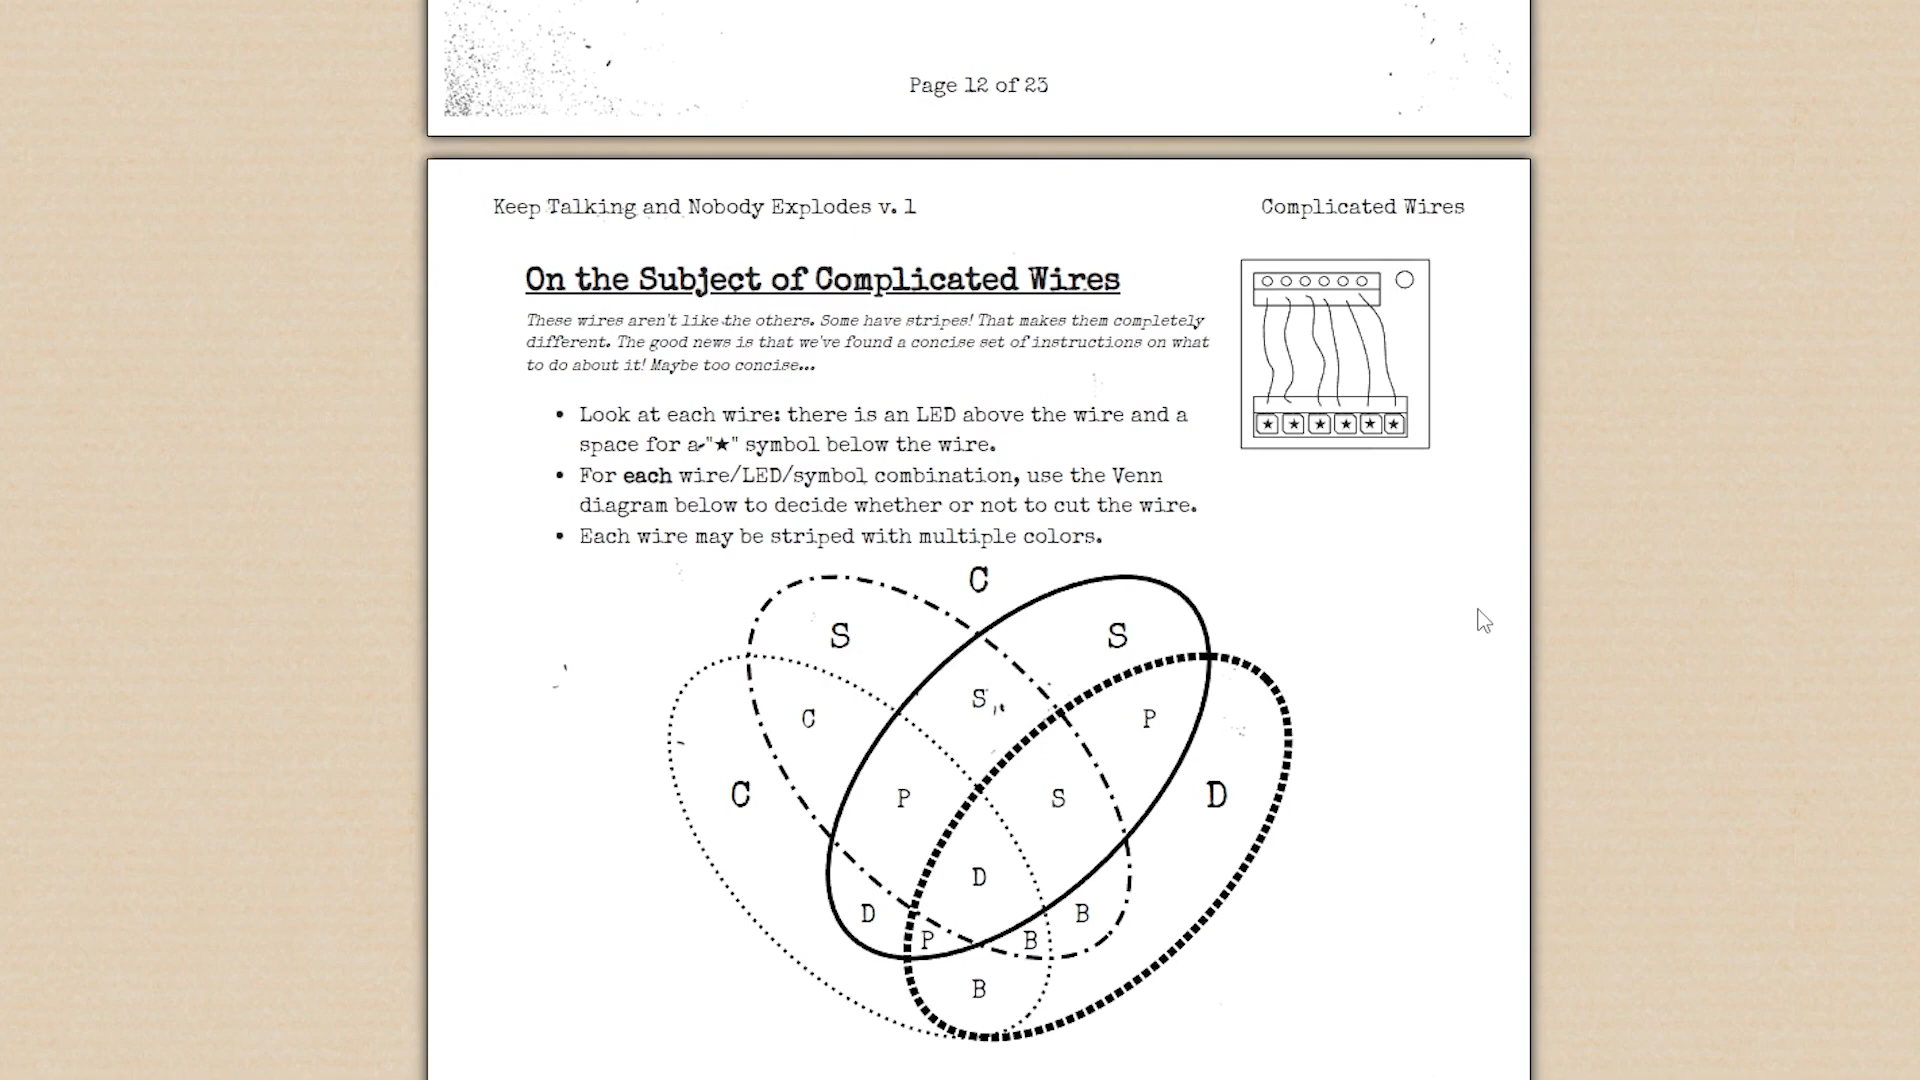 Page 12 of 23
Keep Talking and Nobody Explodes v. 1
Complicated Wires
On the Subject of Complicated Wires
These wires aren't like the others. Some have stripes! That makes them completely
different. The good news is that we've found a concise set of instructions on what
to do about it! Maybe too concise...
• Look at each wire: there is an LED above the wire and a
space for a "★" symbol below the wire.
• For each wire/LED/symbol combination, use the Venn
diagram below to decide whether or not to cut the wire.
• Each wire may be striped with multiple colors.
★ ★ ★ ★ ★ ★
C
S S
S
C P
C P S D
D
D B
P B
B